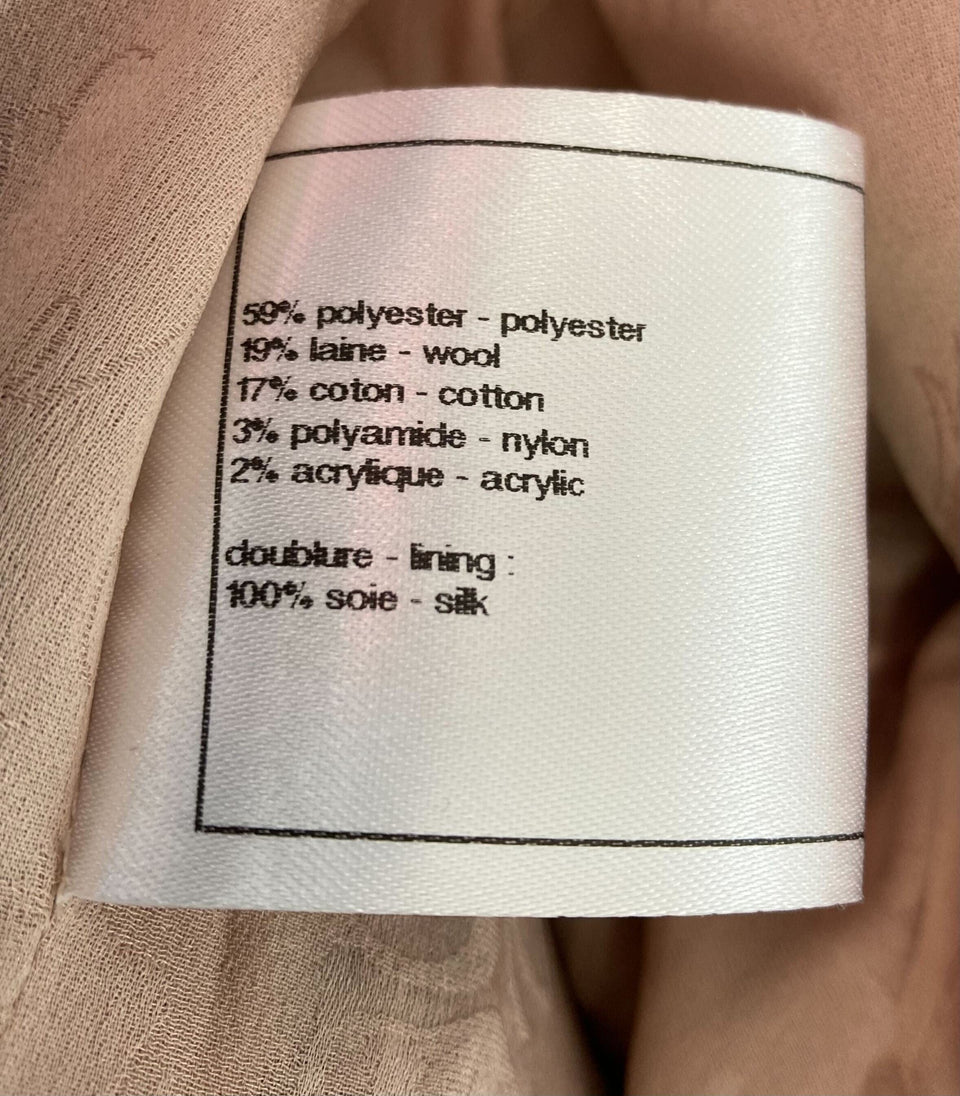 59% polyester - polyester
19% laine - wool
17% coton - cotton
3% polyamide - nylon
2% acrylique - acrylic
doublure - lining :
100% soie - silk